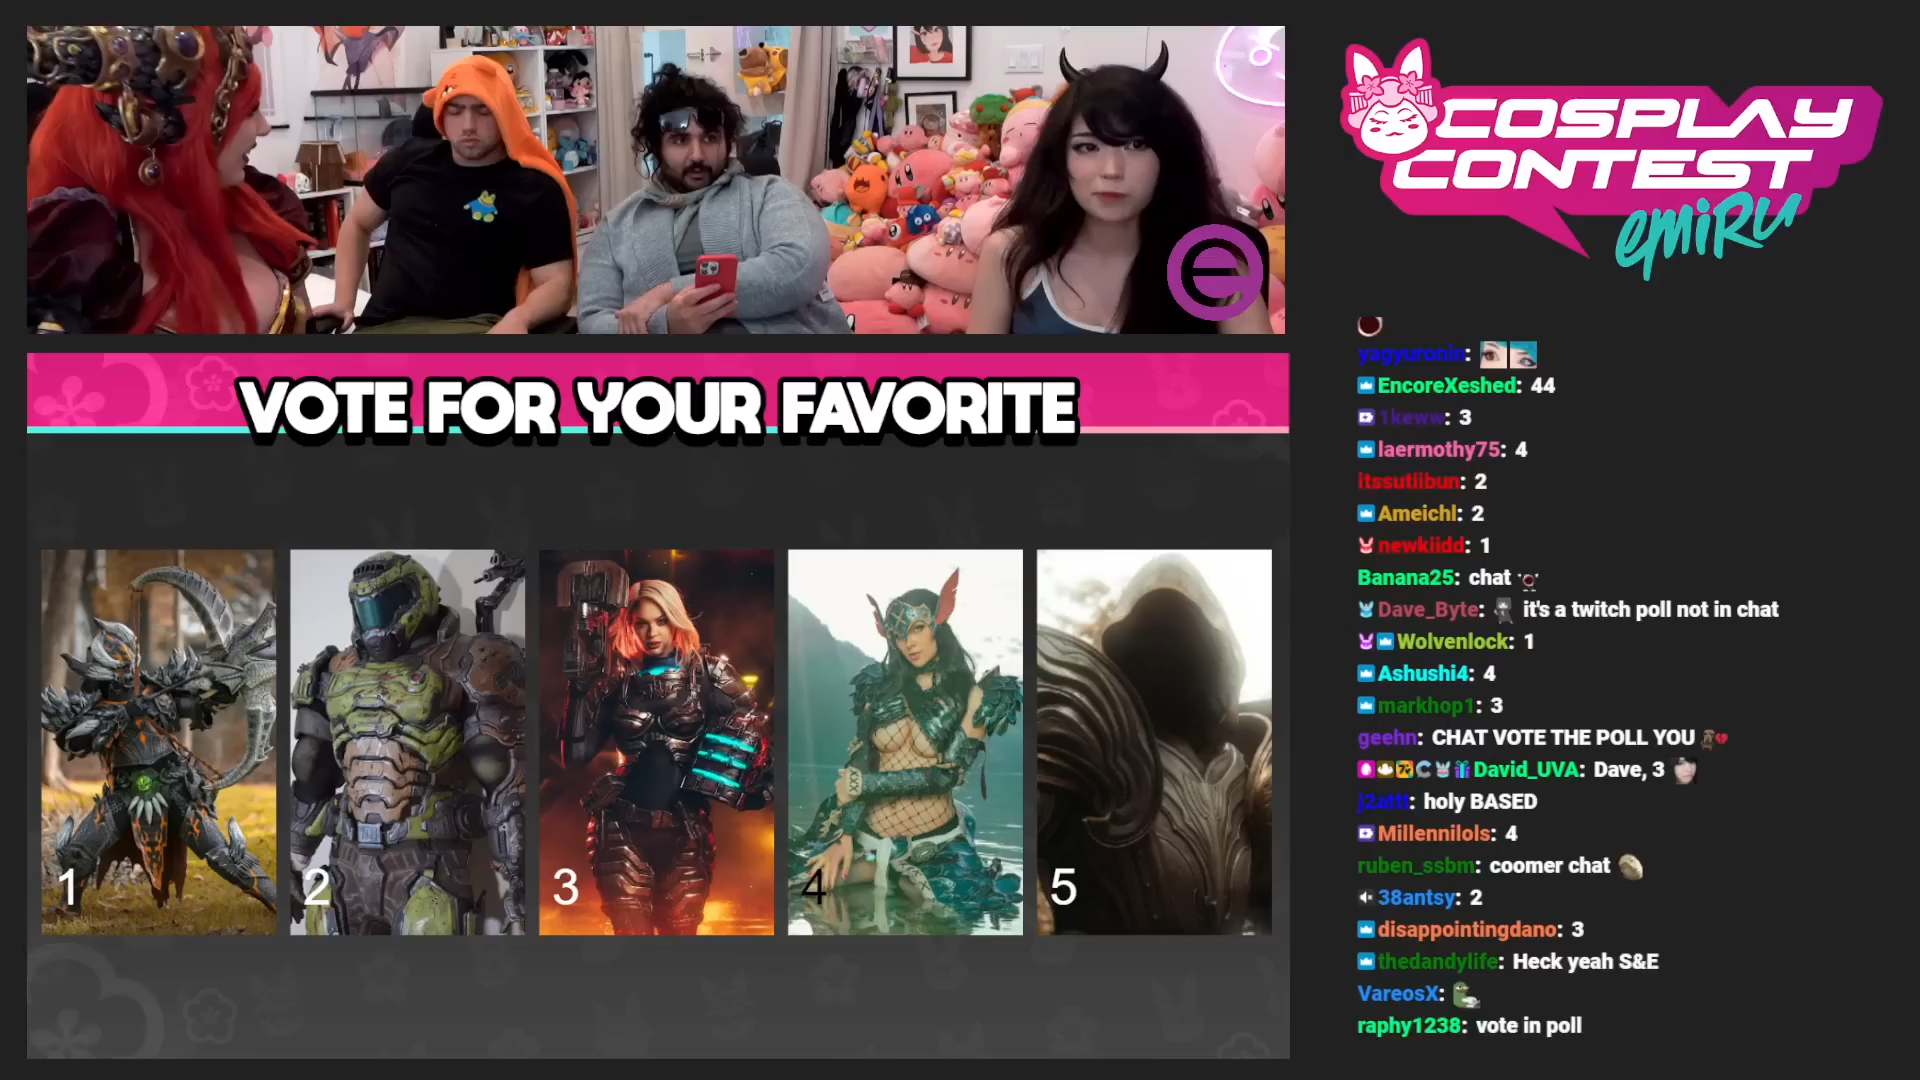 COSPLAY
CONTEST
emiru
e
VOTE FOR YOUR FAVORITE
1
2
3
4
5
yagyuronin:
EncoreXeshed: 44
1keww: 3
laermothy75: 4
itssutiibun: 2
Ameichl: 2
newkiidd: 1
Banana25: chat
Dave_Byte: it's a twitch poll not in chat
Wolvenlock: 1
Ashushi4: 4
markhop1: 3
geehn: CHAT VOTE THE POLL YOU
David_UVA: Dave, 3
j2attt: holy BASED
Millennilols: 4
ruben_ssbm: coomer chat
38antsy: 2
disappointingdano: 3
thedandylife: Heck yeah S&E
VareosX:
raphy1238: vote in poll